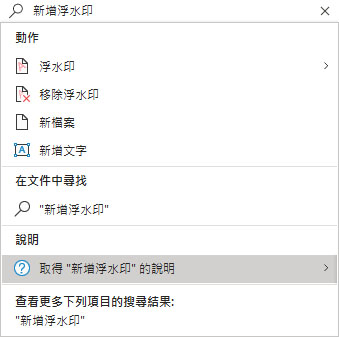 新增浮水印
動作
浮水印
移除浮水印
新檔案
新增文字
在文件中尋找
"新增浮水印"
說明
取得 "新增浮水印" 的說明
查看更多下列項目的搜尋結果:
"新增浮水印"